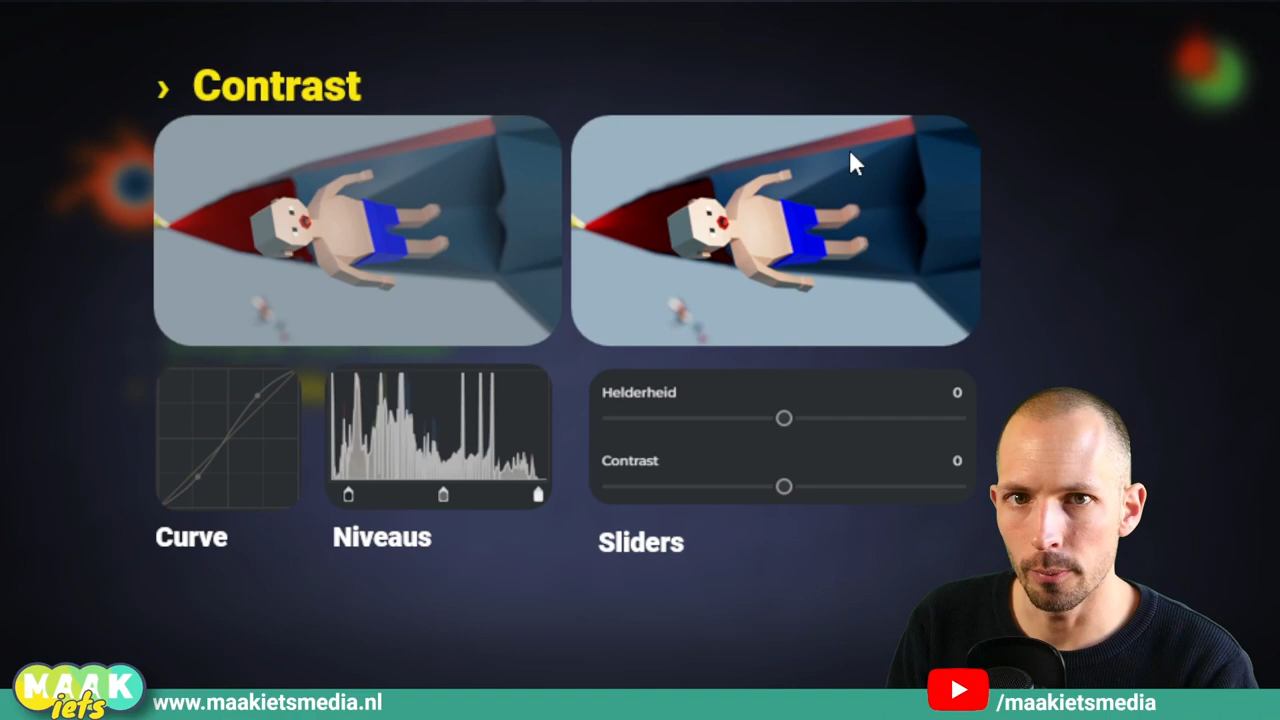 › Contrast
Helderheid 0
Contrast 0
Curve
Niveaus
Sliders
MAAK
iets
www.maakietsmedia.nl
/maakietsmedia